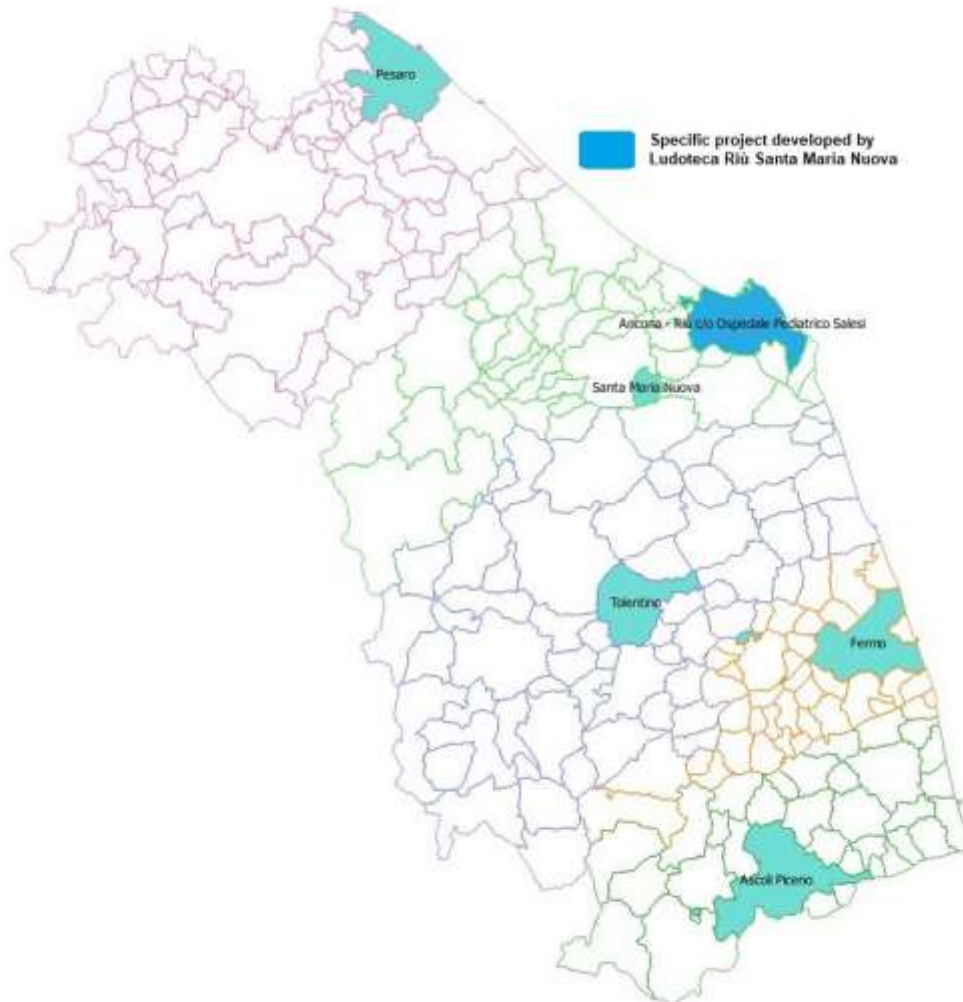 Pesaro
Specific project developed by
Ludoteca Riù Santa Maria Nuova
Ancona - Riù c/o Ospedale Pediatrico Salesi
Santa Maria Nuova
Tolentino
Fermo
Ascoli Piceno